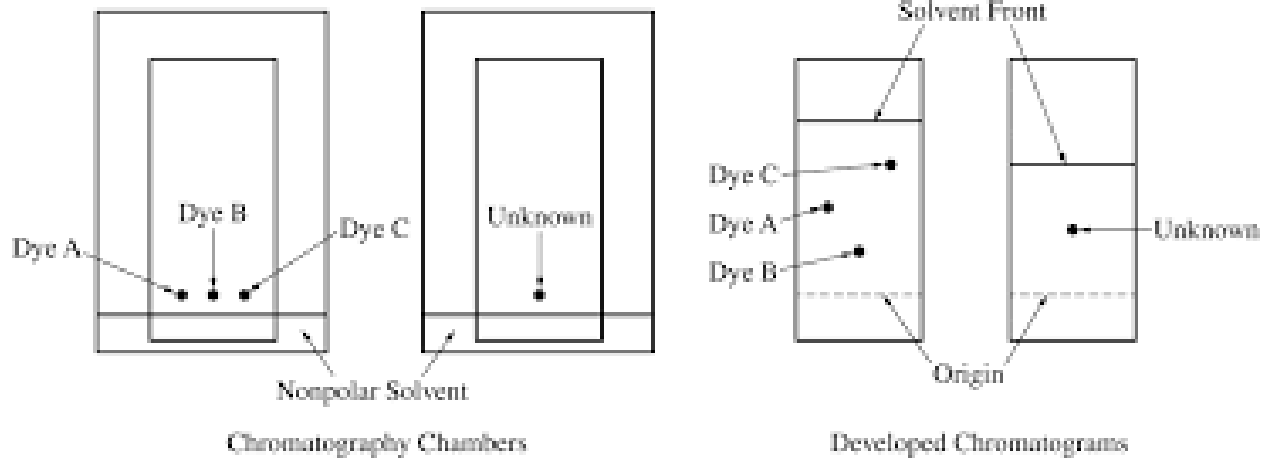 Solvent Front
Dye A
Dye B
Dye C
Unknown
Dye C
Dye A
Dye B
Unknown
Nonpolar Solvent
Origin
Chromatography Chambers
Developed Chromatograms